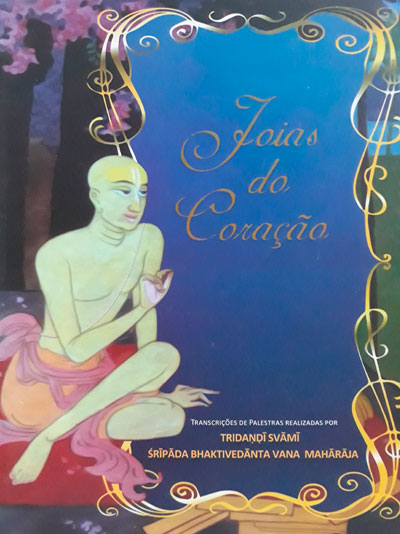 Joias
do
Coração
Transcrições de Palestras realizadas por
TRIDAṆḌĪ SVĀMĪ
ŚRĪPĀDA BHAKTIVEDĀNTA VANA MAHĀRĀJA